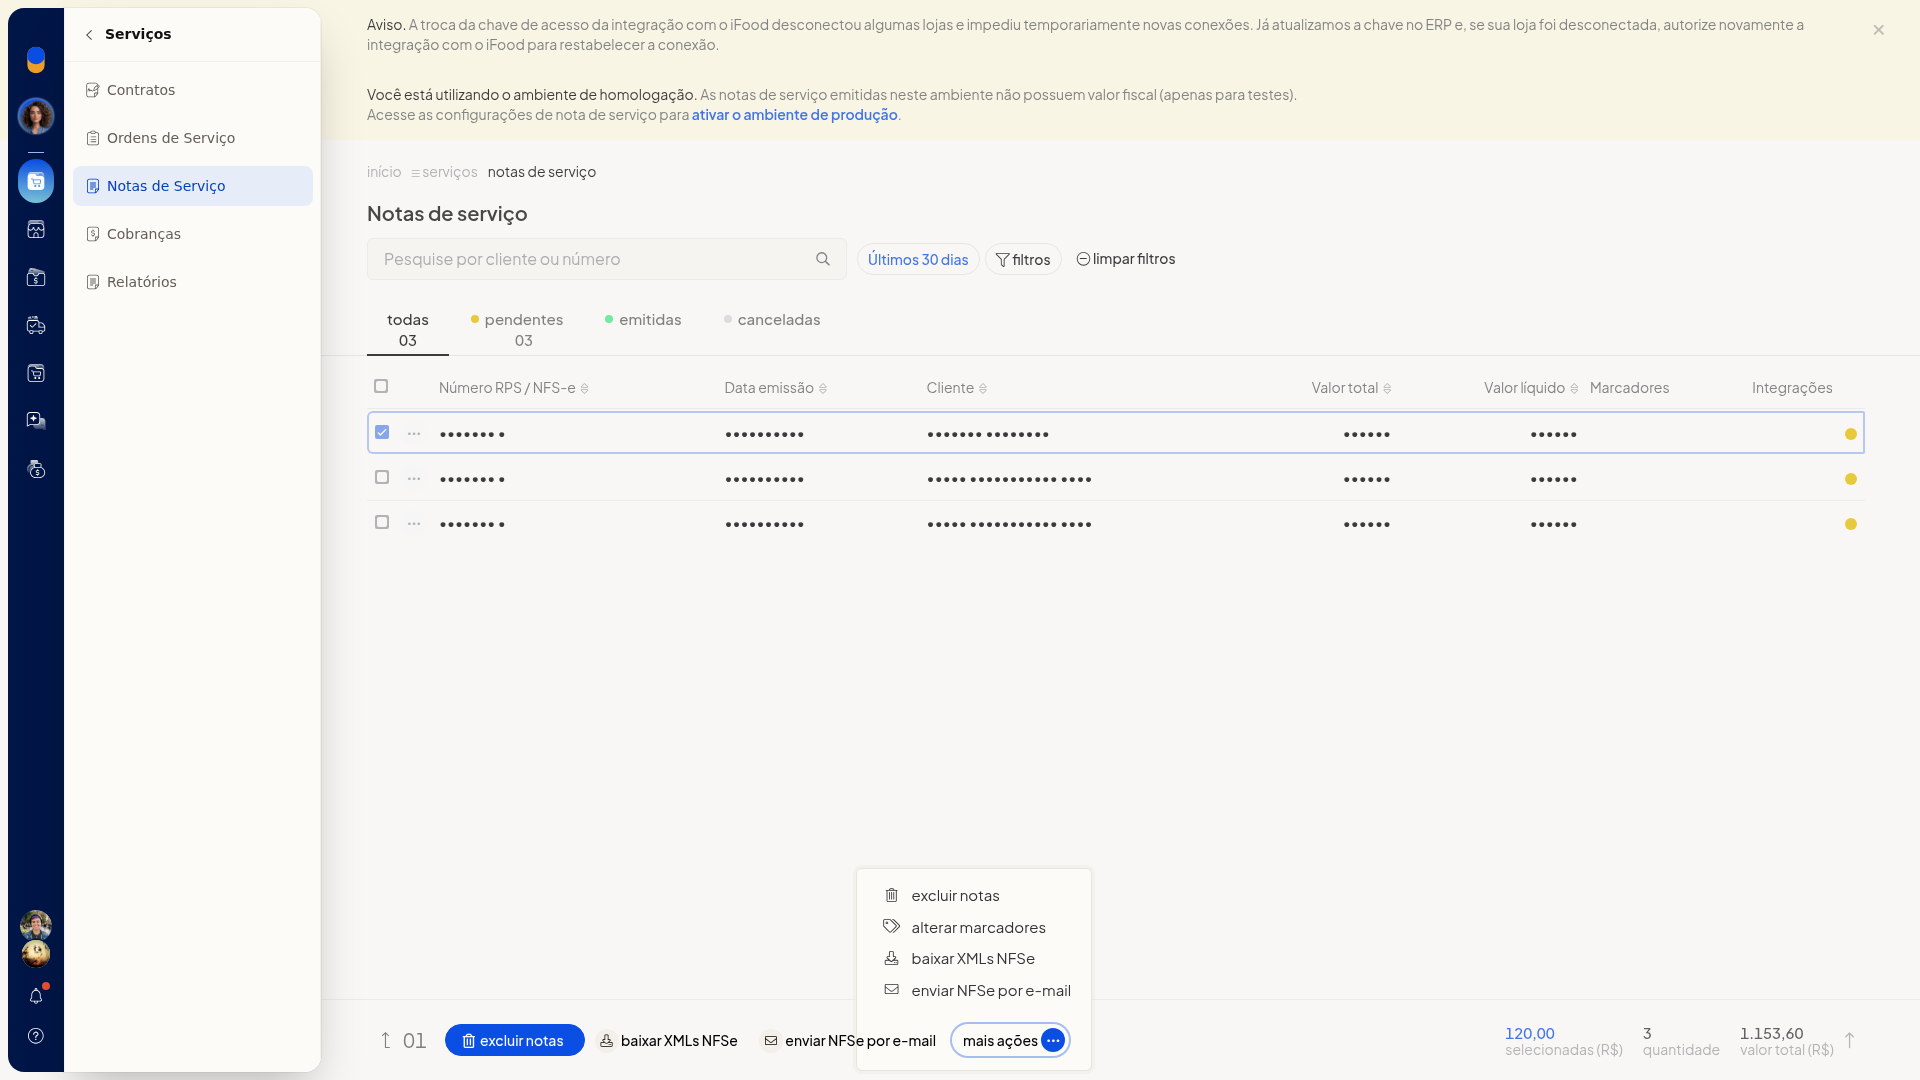 Serviços
Contratos
Ordens de Serviço
Notas de Serviço
Cobranças
Relatórios
Aviso. A troca da chave de acesso da integração com o iFood desconectou algumas lojas e impediu temporariamente novas conexões. Já atualizamos a chave no ERP e, se sua loja foi desconectada, autorize novamente a
integração com o iFood para restabelecer a conexão.
Você está utilizando o ambiente de homologação. As notas de serviço emitidas neste ambiente não possuem valor fiscal (apenas para testes).
Acesse as configurações de nota de serviço para ativar o ambiente de produção.
início serviços notas de serviço
Notas de serviço
Pesquise por cliente ou número
Últimos 30 dias
filtros
limpar filtros
todas pendentes emitidas canceladas
03 03
Número RPS / NFS-e Data emissão Cliente Valor total Valor líquido Marcadores Integrações
••••••• • •••••••••• ••••••• •••••••• •••••• ••••••
••••••• • •••••••••• ••••• ••••••••••• •••• •••••• ••••••
••••••• • •••••••••• ••••• ••••••••••• •••• •••••• ••••••
excluir notas
alterar marcadores
baixar XMLs NFSe
enviar NFSe por e-mail
01 excluir notas baixar XMLs NFSe enviar NFSe por e-mail mais ações
120,00 3 1.153,60
selecionadas (R$) quantidade valor total (R$)